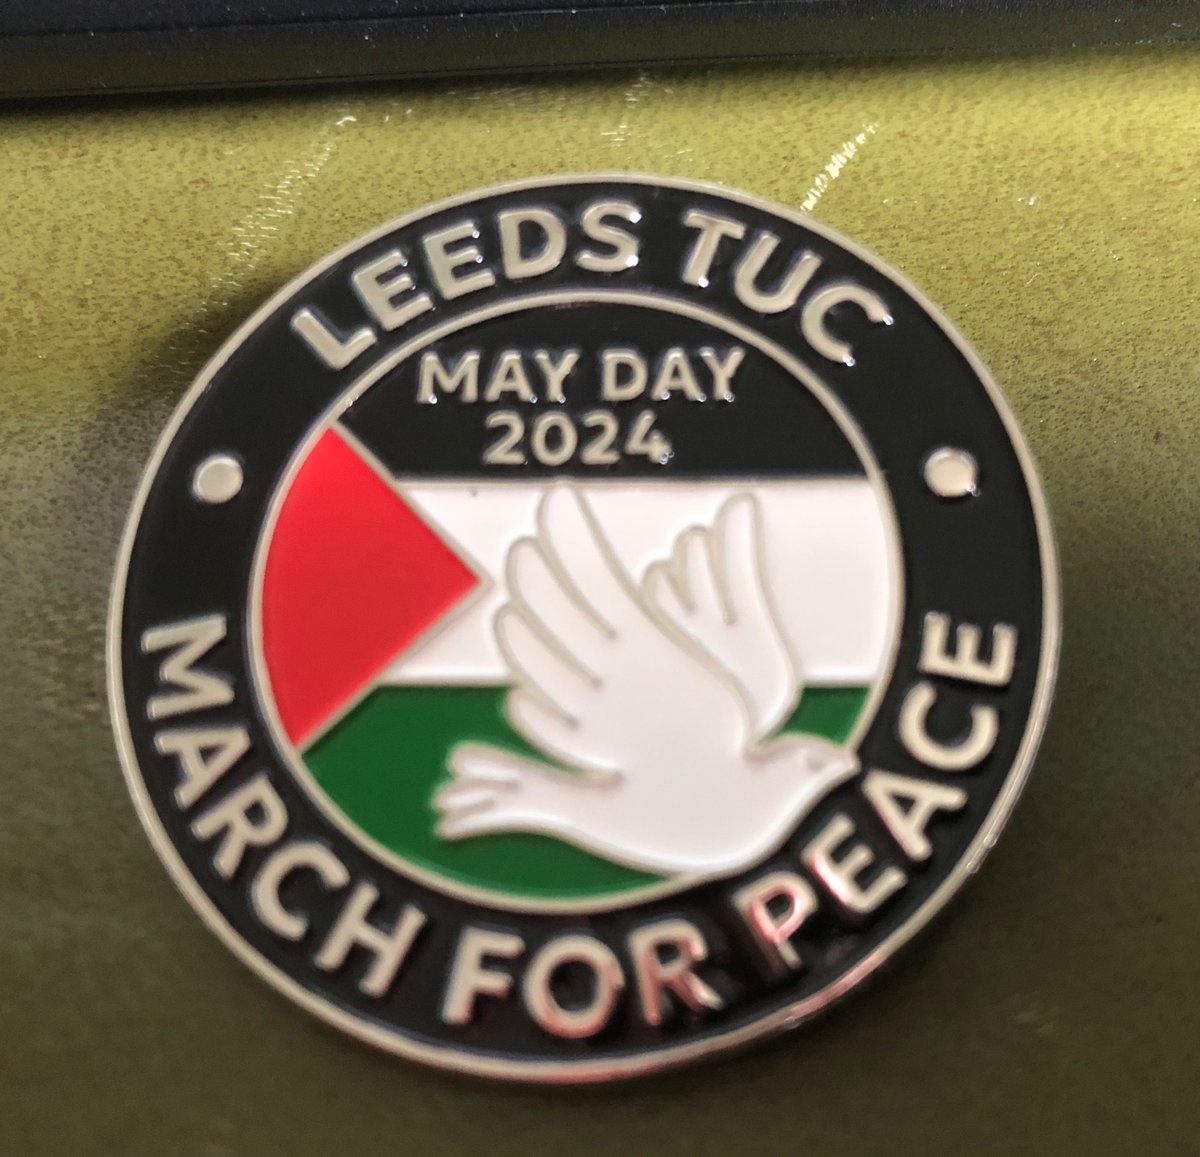 LEEDS TUC
MAY DAY
2024
MARCH FOR PEACE